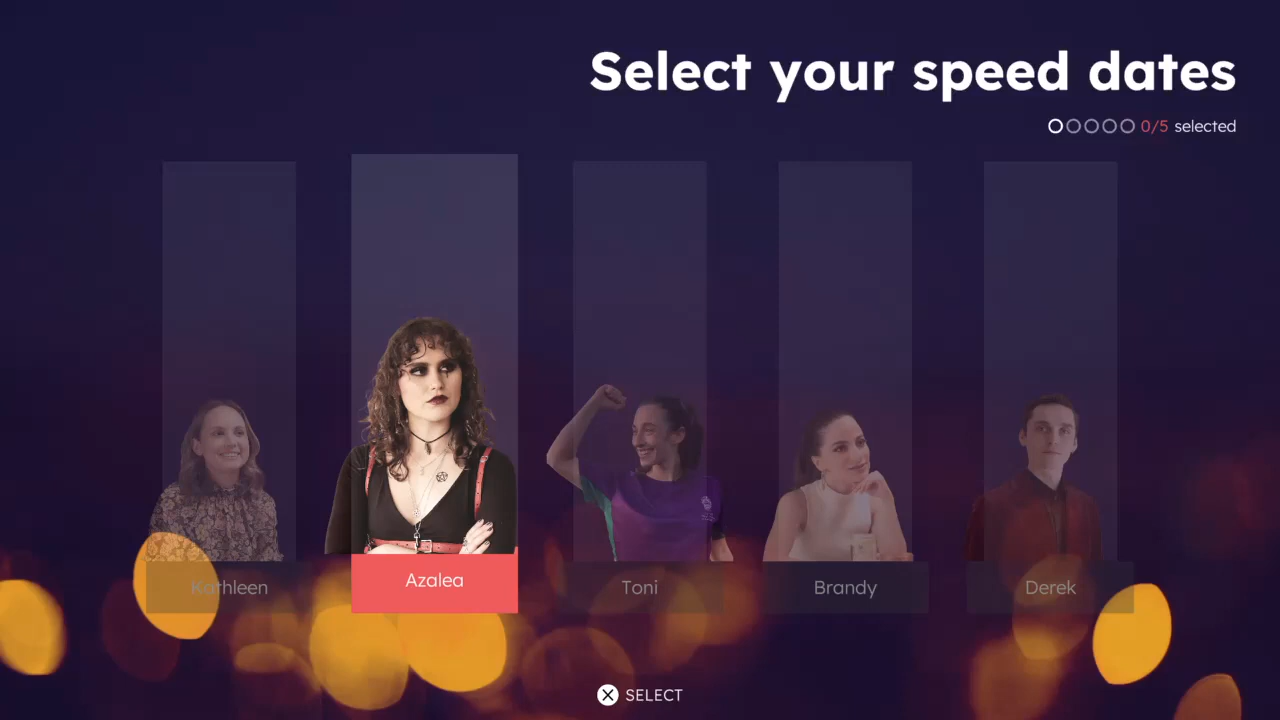 Select your speed dates
0/5 selected
Kathleen
Azalea
Toni
Brandy
Derek
SELECT